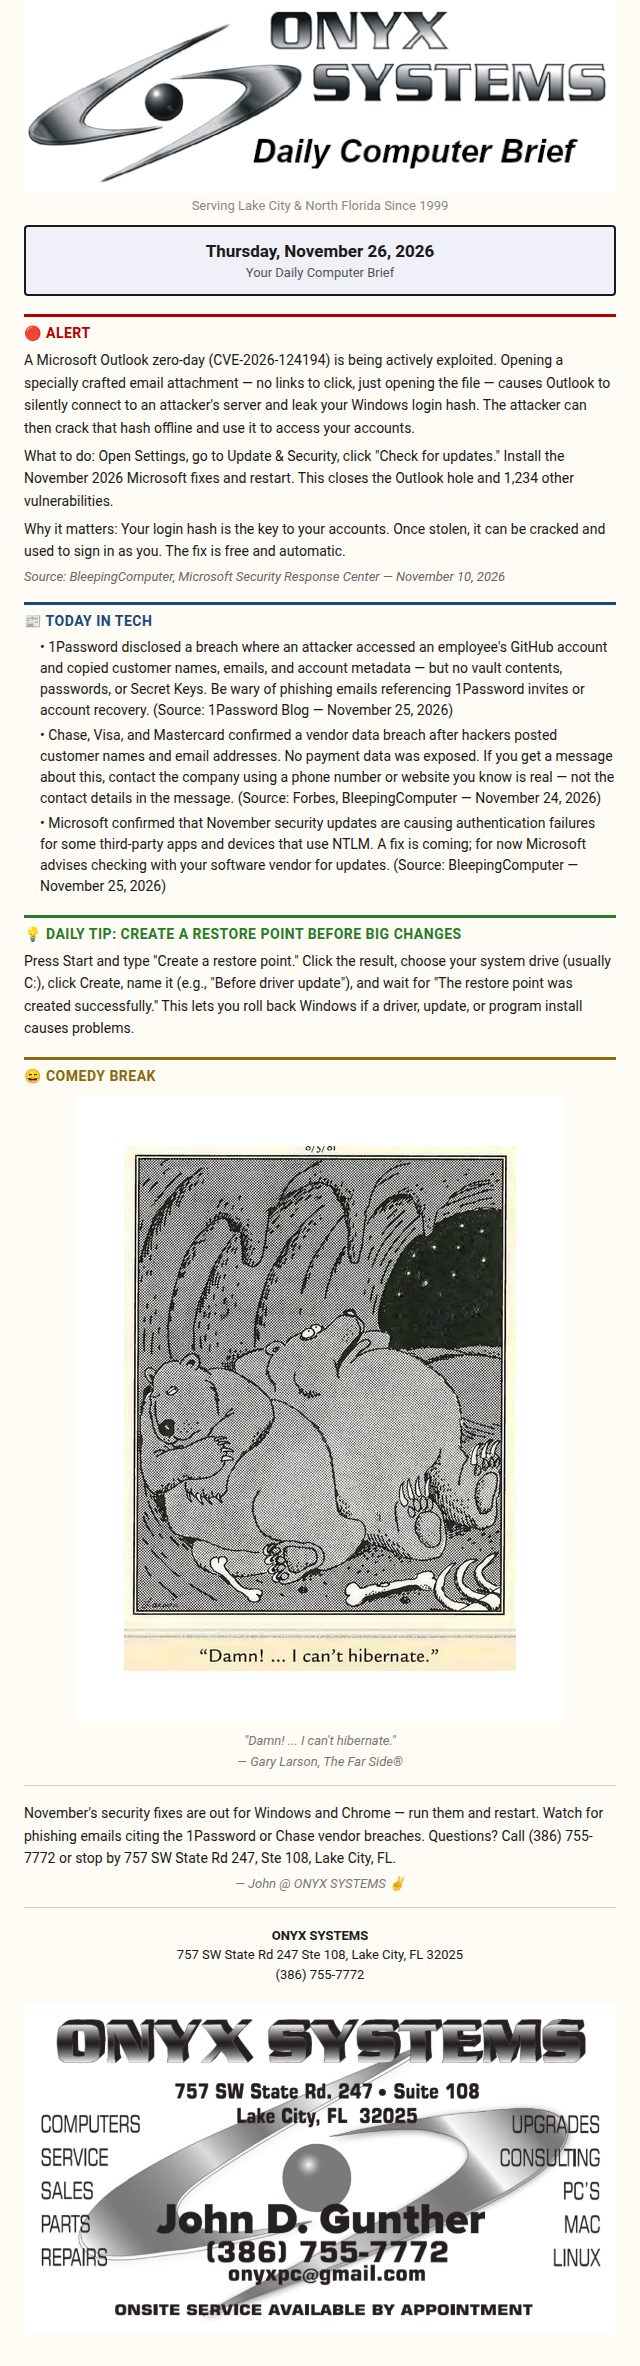 ONYX
SYSTEMS
Daily Computer Brief
Serving Lake City & North Florida Since 1999
Thursday, November 26, 2026
Your Daily Computer Brief
🔴 ALERT
A Microsoft Outlook zero-day (CVE-2026-124194) is being actively exploited. Opening a
specially crafted email attachment — no links to click, just opening the file — causes Outlook to
silently connect to an attacker's server and leak your Windows login hash. The attacker can
then crack that hash offline and use it to access your accounts.
What to do: Open Settings, go to Update & Security, click "Check for updates." Install the
November 2026 Microsoft fixes and restart. This closes the Outlook hole and 1,234 other
vulnerabilities.
Why it matters: Your login hash is the key to your accounts. Once stolen, it can be cracked and
used to sign in as you. The fix is free and automatic.
Source: BleepingComputer, Microsoft Security Response Center — November 10, 2026
📰 TODAY IN TECH
• 1Password disclosed a breach where an attacker accessed an employee's GitHub account
and copied customer names, emails, and account metadata — but no vault contents,
passwords, or Secret Keys. Be wary of phishing emails referencing 1Password invites or
account recovery. (Source: 1Password Blog — November 25, 2026)
• Chase, Visa, and Mastercard confirmed a vendor data breach after hackers posted
customer names and email addresses. No payment data was exposed. If you get a message
about this, contact the company using a phone number or website you know is real — not the
contact details in the message. (Source: Forbes, BleepingComputer — November 24, 2026)
• Microsoft confirmed that November security updates are causing authentication failures
for some third-party apps and devices that use NTLM. A fix is coming; for now Microsoft
advises checking with your software vendor for updates. (Source: BleepingComputer —
November 25, 2026)
💡 DAILY TIP: CREATE A RESTORE POINT BEFORE BIG CHANGES
Press Start and type "Create a restore point." Click the result, choose your system drive (usually
C:), click Create, name it (e.g., "Before driver update"), and wait for "The restore point was
created successfully." This lets you roll back Windows if a driver, update, or program install
causes problems.
😄 COMEDY BREAK
Larson
“Damn! ... I can’t hibernate.”
"Damn! ... I can't hibernate."
— Gary Larson, The Far Side®
November's security fixes are out for Windows and Chrome — run them and restart. Watch for
phishing emails citing the 1Password or Chase vendor breaches. Questions? Call (386) 755-
7772 or stop by 757 SW State Rd 247, Ste 108, Lake City, FL.
— John @ ONYX SYSTEMS ✌️
ONYX SYSTEMS
757 SW State Rd 247 Ste 108, Lake City, FL 32025
(386) 755-7772
ONYX SYSTEMS
757 SW State Rd. 247 • Suite 108
Lake City, FL 32025
COMPUTERS
SERVICE
SALES
PARTS
REPAIRS
UPGRADES
CONSULTING
PC'S
MAC
LINUX
John D. Gunther
(386) 755-7772
onyxpc@gmail.com
ONSITE SERVICE AVAILABLE BY APPOINTMENT